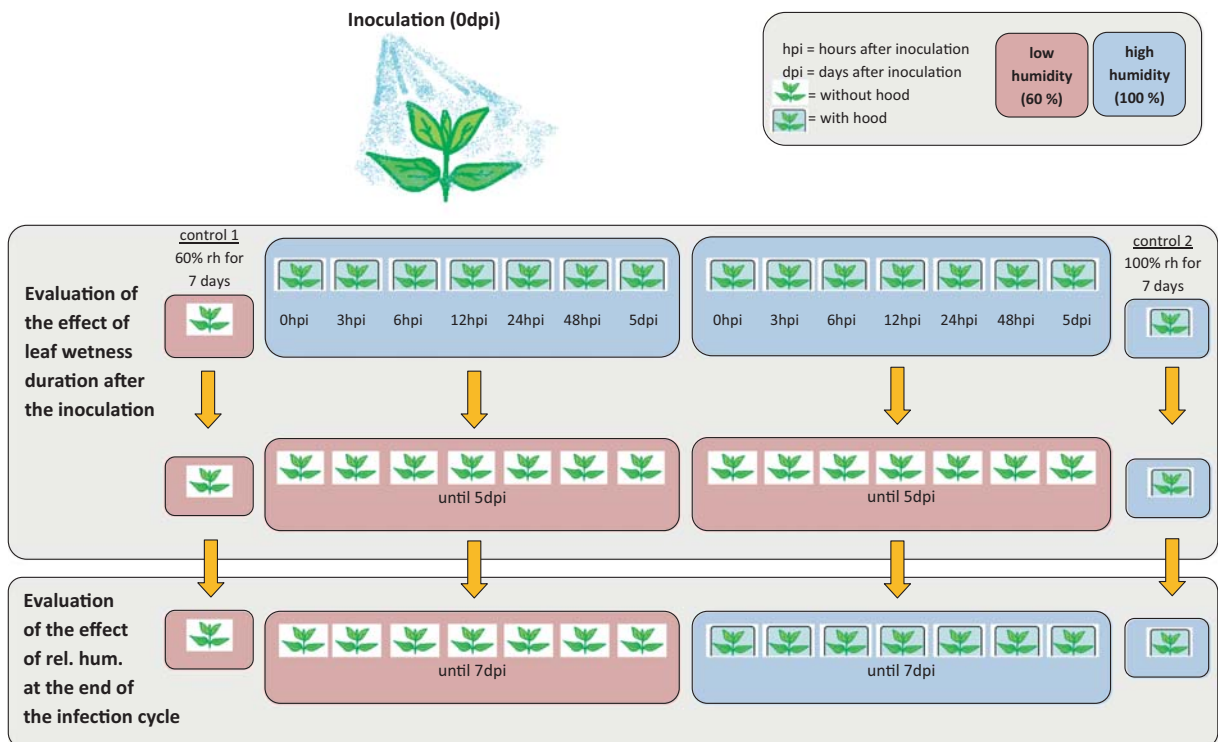 Inoculation (0dpi)
hpi = hours after inoculation
dpi = days after inoculation
= without hood
= with hood
low
humidity
(60 %)
high
humidity
(100 %)
Evaluation of
the effect of
leaf wetness
duration after
the inoculation
control 1
60% rh for
7 days
0hpi 3hpi 6hpi 12hpi 24hpi 48hpi 5dpi
0hpi 3hpi 6hpi 12hpi 24hpi 48hpi 5dpi
control 2
100% rh for
7 days
until 5dpi
until 5dpi
Evaluation
of the effect
of rel. hum.
at the end of
the infection cycle
until 7dpi
until 7dpi